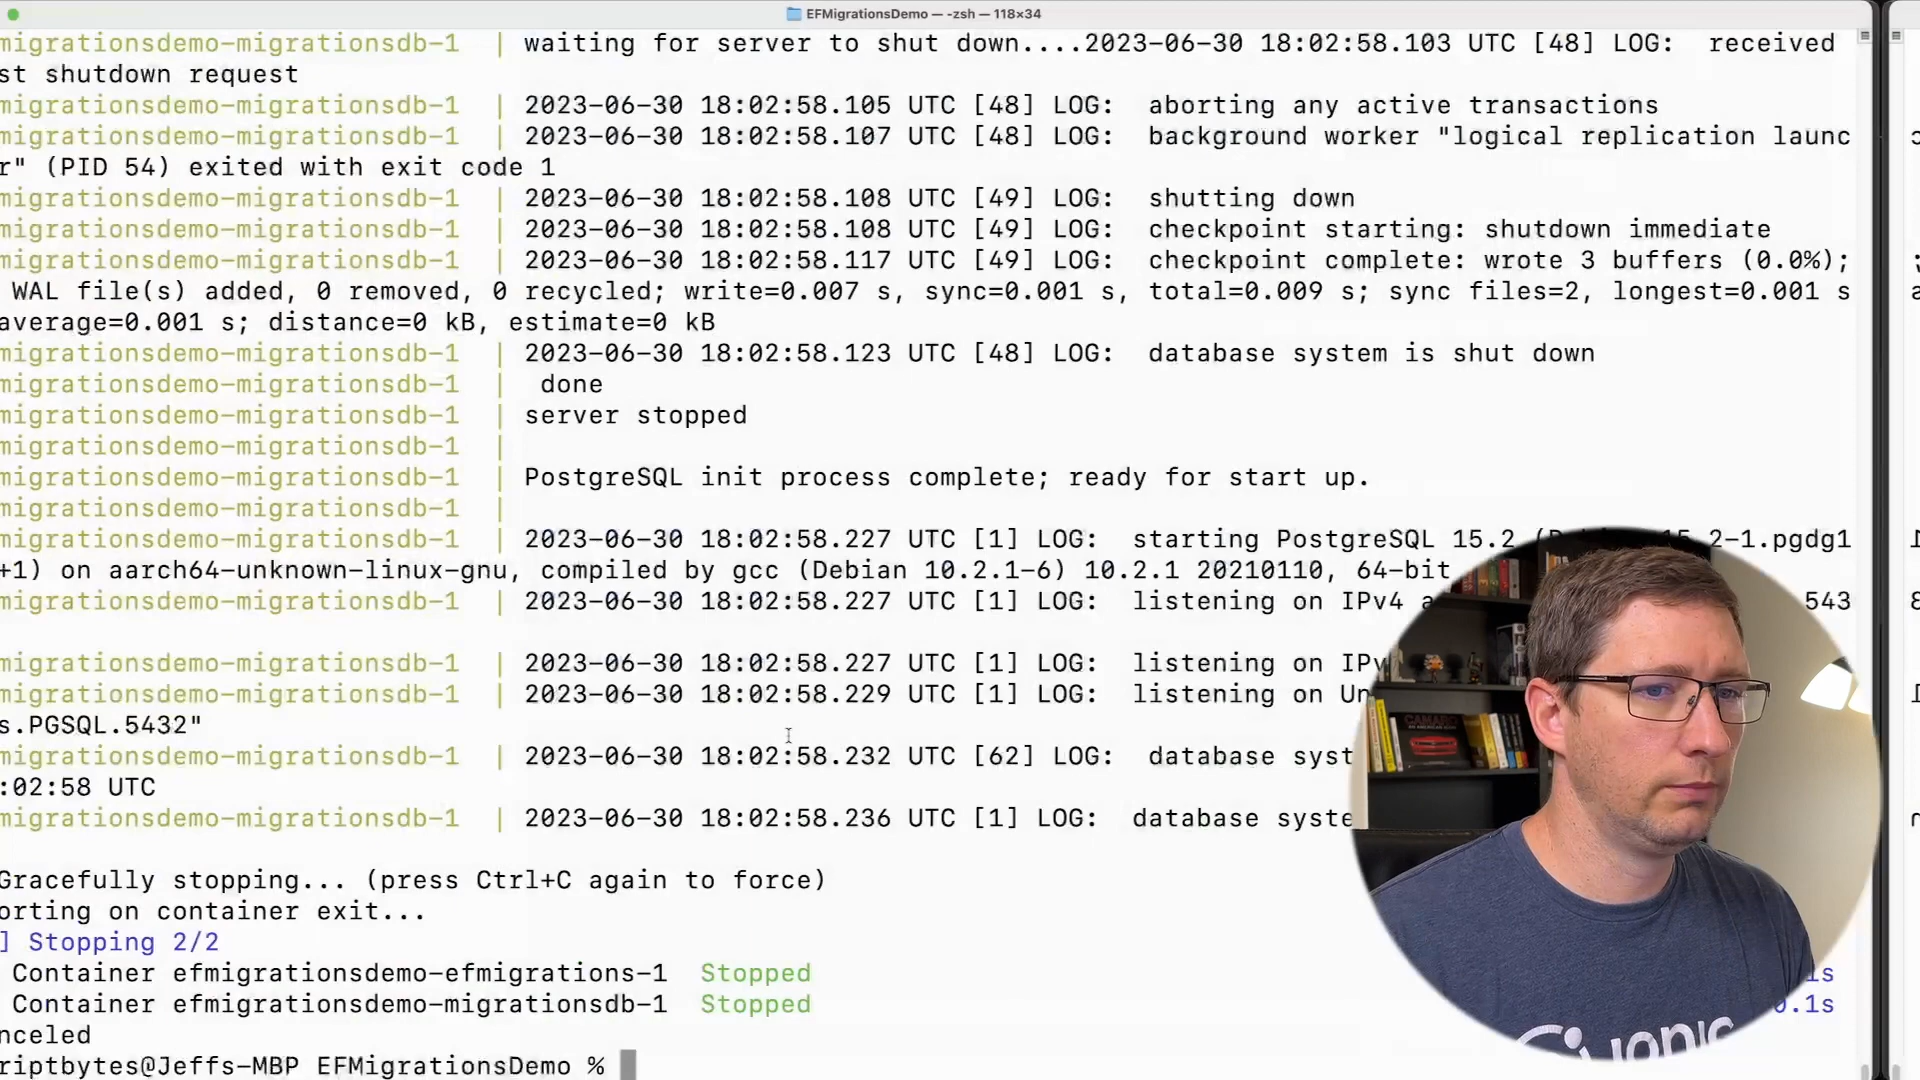 EFMigrationsDemo — -zsh — 118×34
migrationsdemo-migrationsdb-1 | waiting for server to shut down....2023-06-30 18:02:58.103 UTC [48] LOG: received
st shutdown request
migrationsdemo-migrationsdb-1 | 2023-06-30 18:02:58.105 UTC [48] LOG: aborting any active transactions
migrationsdemo-migrationsdb-1 | 2023-06-30 18:02:58.107 UTC [48] LOG: background worker "logical replication launc
r" (PID 54) exited with exit code 1
migrationsdemo-migrationsdb-1 | 2023-06-30 18:02:58.108 UTC [49] LOG: shutting down
migrationsdemo-migrationsdb-1 | 2023-06-30 18:02:58.108 UTC [49] LOG: checkpoint starting: shutdown immediate
migrationsdemo-migrationsdb-1 | 2023-06-30 18:02:58.117 UTC [49] LOG: checkpoint complete: wrote 3 buffers (0.0%);
WAL file(s) added, 0 removed, 0 recycled; write=0.007 s, sync=0.001 s, total=0.009 s; sync files=2, longest=0.001 s
average=0.001 s; distance=0 kB, estimate=0 kB
migrationsdemo-migrationsdb-1 | 2023-06-30 18:02:58.123 UTC [48] LOG: database system is shut down
migrationsdemo-migrationsdb-1 | done
migrationsdemo-migrationsdb-1 | server stopped
migrationsdemo-migrationsdb-1 |
migrationsdemo-migrationsdb-1 | PostgreSQL init process complete; ready for start up.
migrationsdemo-migrationsdb-1 |
migrationsdemo-migrationsdb-1 | 2023-06-30 18:02:58.227 UTC [1] LOG: starting PostgreSQL 15.2 15.2-1.pgdg1
+1) on aarch64-unknown-linux-gnu, compiled by gcc (Debian 10.2.1-6) 10.2.1 20210110, 64-bit
migrationsdemo-migrationsdb-1 | 2023-06-30 18:02:58.227 UTC [1] LOG: listening on IPv4 543
migrationsdemo-migrationsdb-1 | 2023-06-30 18:02:58.227 UTC [1] LOG: listening on IPv
migrationsdemo-migrationsdb-1 | 2023-06-30 18:02:58.229 UTC [1] LOG: listening on Un
s.PGSQL.5432"
migrationsdemo-migrationsdb-1 | 2023-06-30 18:02:58.232 UTC [62] LOG: database syst
:02:58 UTC
migrationsdemo-migrationsdb-1 | 2023-06-30 18:02:58.236 UTC [1] LOG: database syste
Gracefully stopping... (press Ctrl+C again to force)
orting on container exit...
] Stopping 2/2
Container efmigrationsdemo-efmigrations-1 Stopped 1s
Container efmigrationsdemo-migrationsdb-1 Stopped 0.1s
nceled
riptbytes@Jeffs-MBP EFMigrationsDemo %
CAMARO